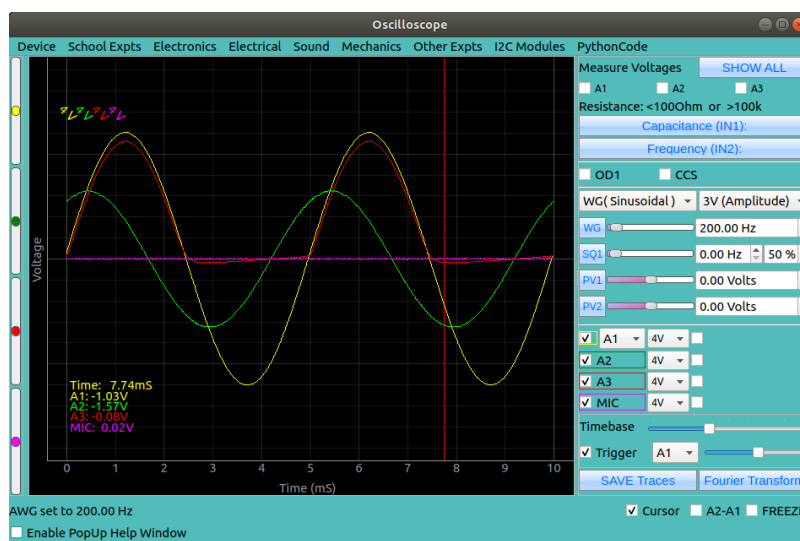 Oscilloscope
Device School Expts Electronics Electrical Sound Mechanics Other Expts I2C Modules PythonCode
Measure Voltages SHOW ALL
A1 A2 A3
Resistance: <100Ohm or >100k
Capacitance (IN1):
Frequency (IN2):
OD1 CCS
WG(Sinusoidal) 3V (Amplitude)
WG 200.00 Hz
SQ1 0.00 Hz 50 %
PV1 0.00 Volts
PV2 0.00 Volts
A1 4V
A2 4V
A3 4V
MIC 4V
Timebase
Trigger A1
SAVE Traces Fourier Transform
Voltage
Time: 7.74mS
A1: -1.03V
A2: -1.57V
A3: -0.08V
MIC: 0.02V
0 1 2 3 4 5 6 7 8 9 10
Time (mS)
AWG set to 200.00 Hz
Cursor A2-A1 FREEZE
Enable PopUp Help Window